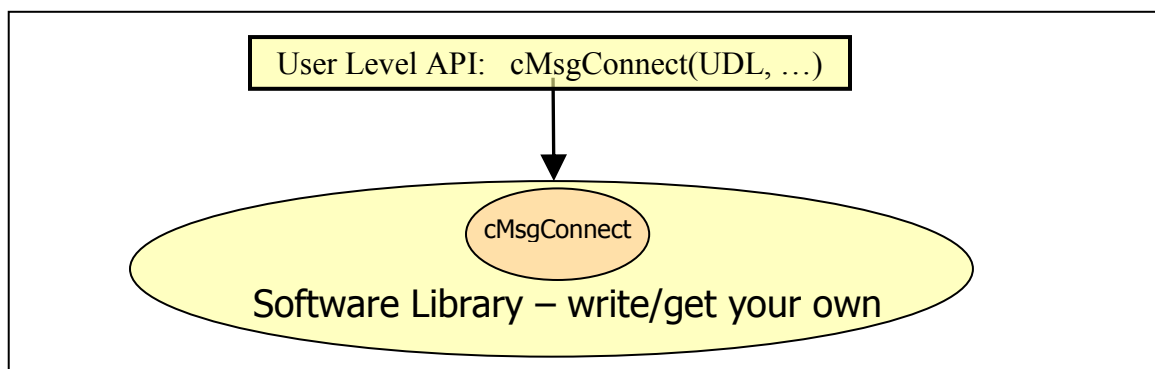 User Level API: cMsgConnect(UDL, …)
cMsgConnect
Software Library – write/get your own